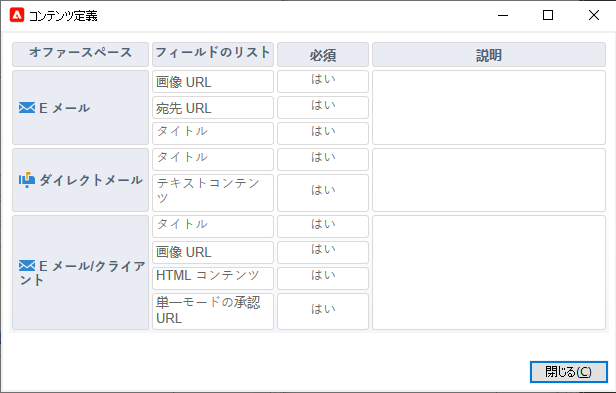 コンテンツ定義
オファースペース フィールドのリスト 必須 説明
E メール
画像 URL はい
宛先 URL はい
タイトル はい
ダイレクトメール
タイトル はい
テキストコンテン
ツ
はい
E メール/クライア
ント
タイトル はい
画像 URL はい
HTML コンテンツ はい
単一モードの承認
URL
はい
閉じる(C)